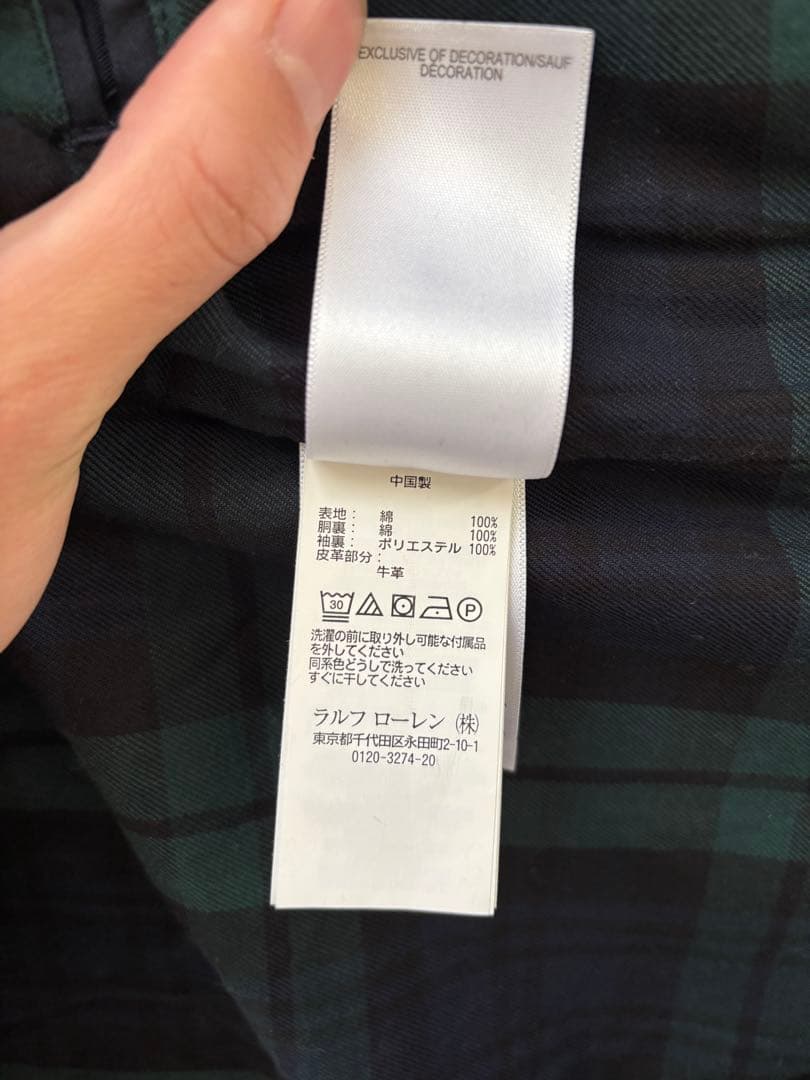 EXCLUSIVE OF DECORATION/SAUF
DÉCORATION
中国製
表地： 綿 100%
胴裏： 綿 100%
袖裏： ポリエステル 100%
皮革部分：
牛革
30 P
洗濯の前に取り外し可能な付属品
を外してください
同系色どうしで洗ってください
すぐに干してください
ラルフ ローレン (株)
東京都千代田区永田町2-10-1
0120-3274-20